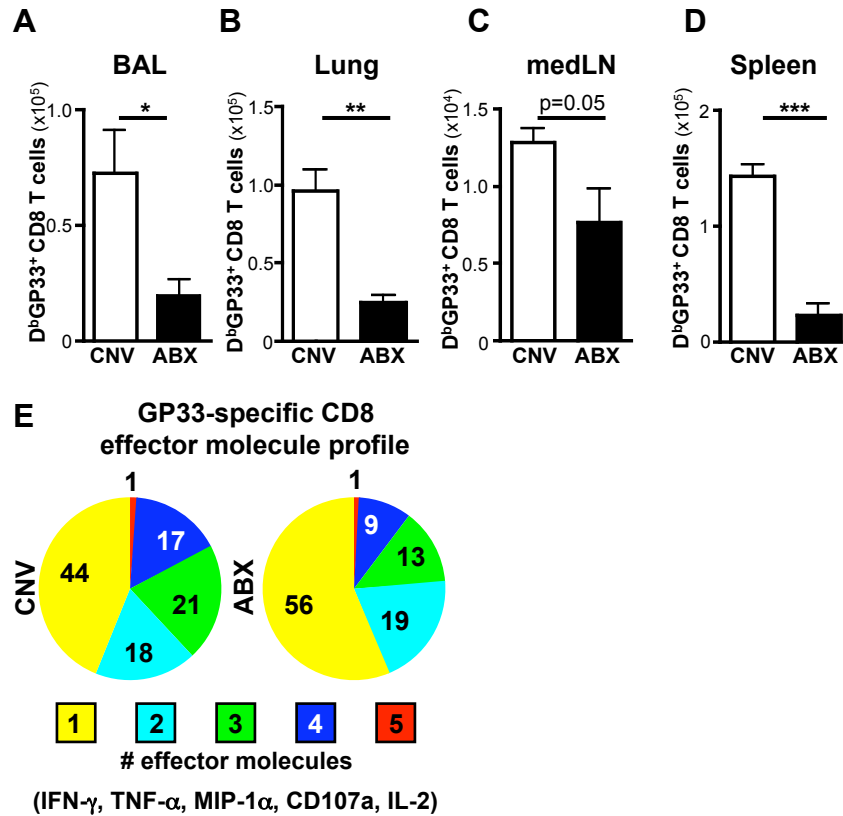 A
BAL
DᵇGP33⁺ CD8 T cells (x10⁵)
1.0
0.5
0
*
CNV ABX
B
Lung
DᵇGP33⁺ CD8 T cells (x10⁵)
1.5
1.0
0.5
0
**
CNV ABX
C
medLN
DᵇGP33⁺ CD8 T cells (x10⁴)
1.5
1.0
0.5
0
p=0.05
CNV ABX
D
Spleen
DᵇGP33⁺ CD8 T cells (x10⁵)
2
1
0
***
CNV ABX
E
GP33-specific CD8
effector molecule profile
CNV
1
17
21
18
44
ABX
1
9
13
19
56
1 2 3 4 5
# effector molecules
(IFN-γ, TNF-α, MIP-1α, CD107a, IL-2)